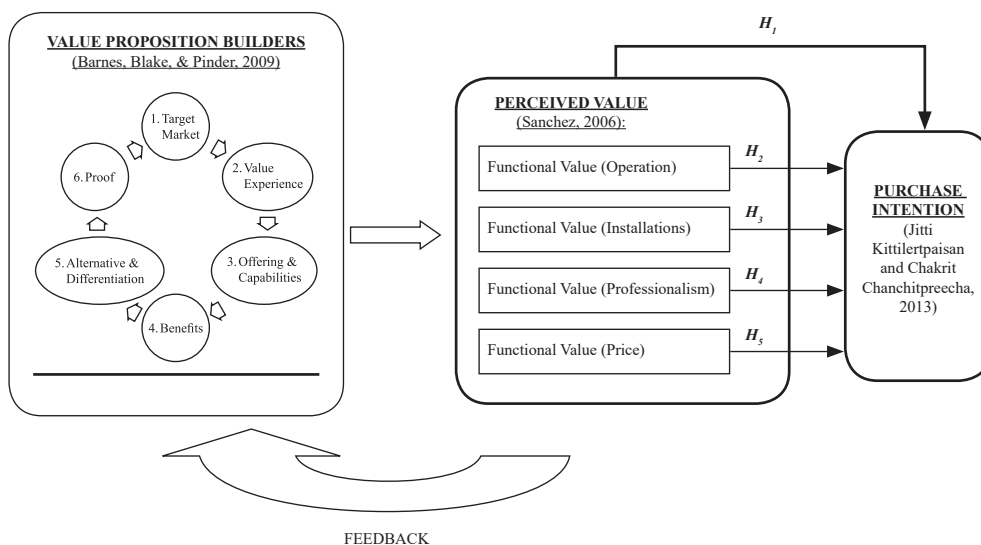 VALUE PROPOSITION BUILDERS
(Barnes, Blake, & Pinder, 2009)
1. Target
Market
2. Value
Experience
3. Offering &
Capabilities
4. Benefits
5. Alternative &
Differentiation
6. Proof
PERCEIVED VALUE
(Sanchez, 2006):
Functional Value (Operation)
Functional Value (Installations)
Functional Value (Professionalism)
Functional Value (Price)
H1
H2
H3
H4
H5
PURCHASE
INTENTION
(Jitti
Kittilertpaisan
and Chakrit
Chanchitpreecha,
2013)
FEEDBACK